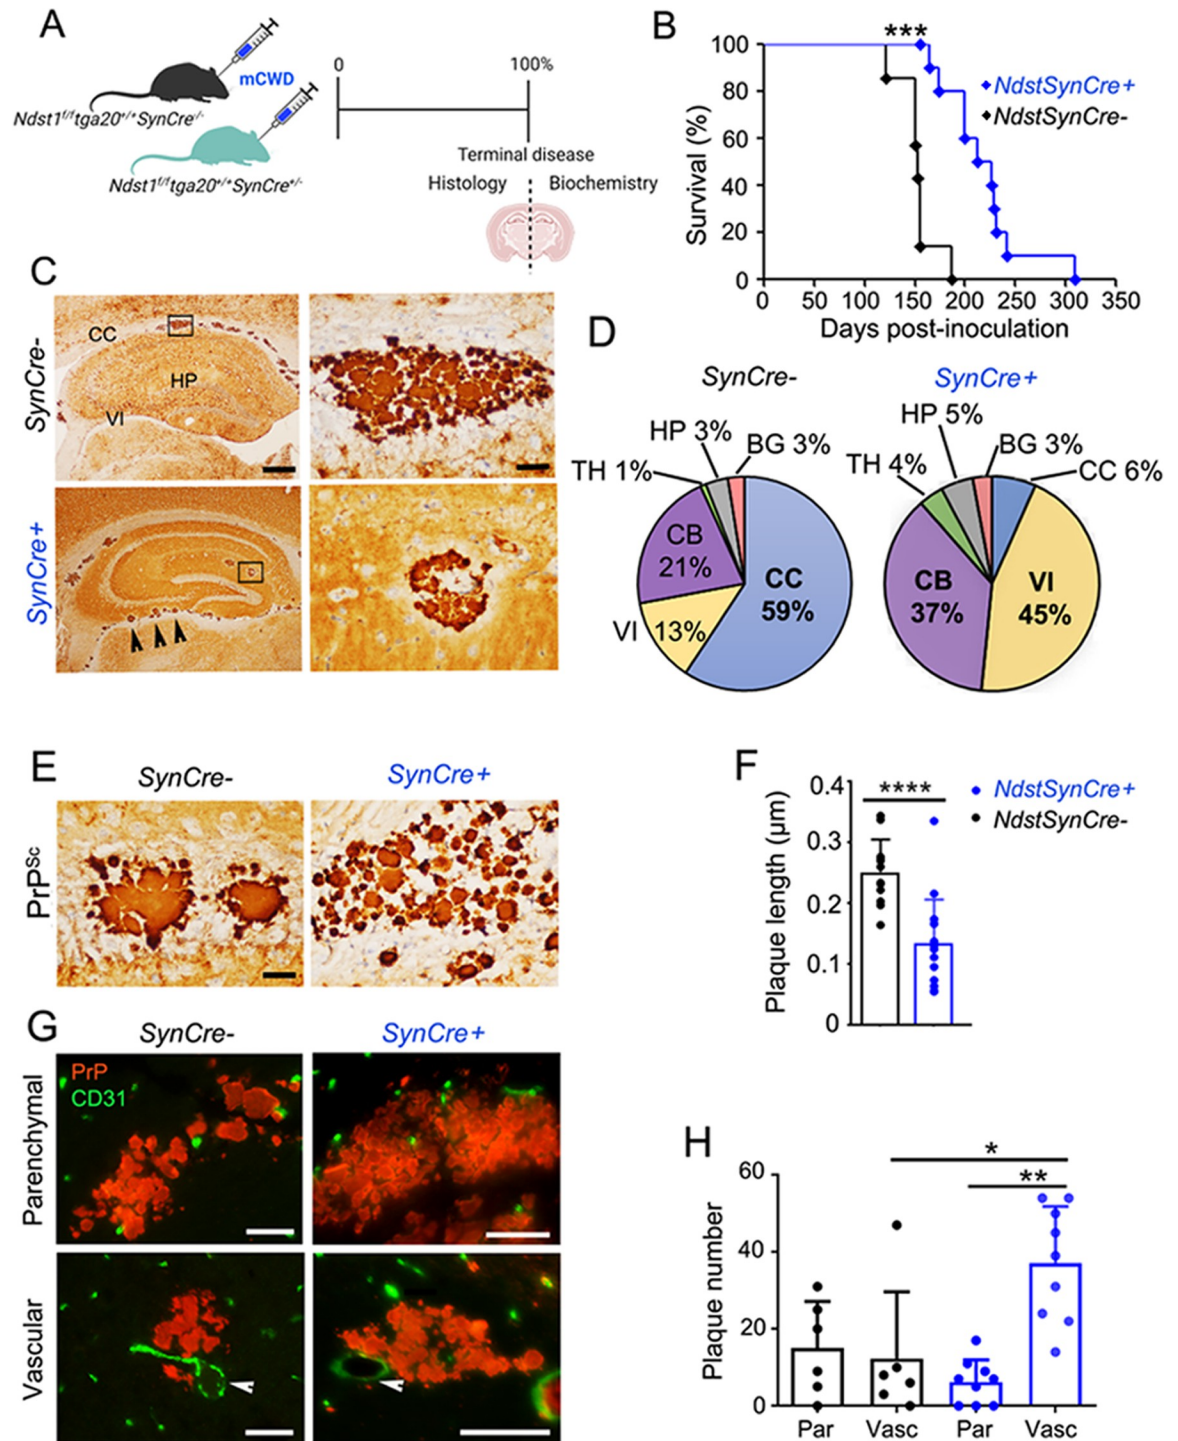 A
mCWD
Ndst1f/ftga20+/+SynCre-/-
Ndst1f/ftga20+/+SynCre+/-
0
100%
Terminal disease
Histology
Biochemistry
B
***
NdstSynCre+
NdstSynCre-
Survival (%)
100
80
60
40
20
0
0 50 100 150 200 250 300 350
Days post-inoculation
C
SynCre-
CC
HP
VI
SynCre+
D
SynCre-
SynCre+
HP 3%
BG 3%
TH 1%
CB
21%
CC
59%
VI 13%
HP 5%
BG 3%
TH 4%
CC 6%
CB
37%
VI
45%
E
SynCre-
SynCre+
PrPSc
F
Plaque length (µm)
0.4
0.3
0.2
0.1
0
****
NdstSynCre+
NdstSynCre-
G
SynCre-
SynCre+
Parenchymal
PrP
CD31
Vascular
H
Plaque number
60
40
20
0
*
**
Par Vasc Par Vasc